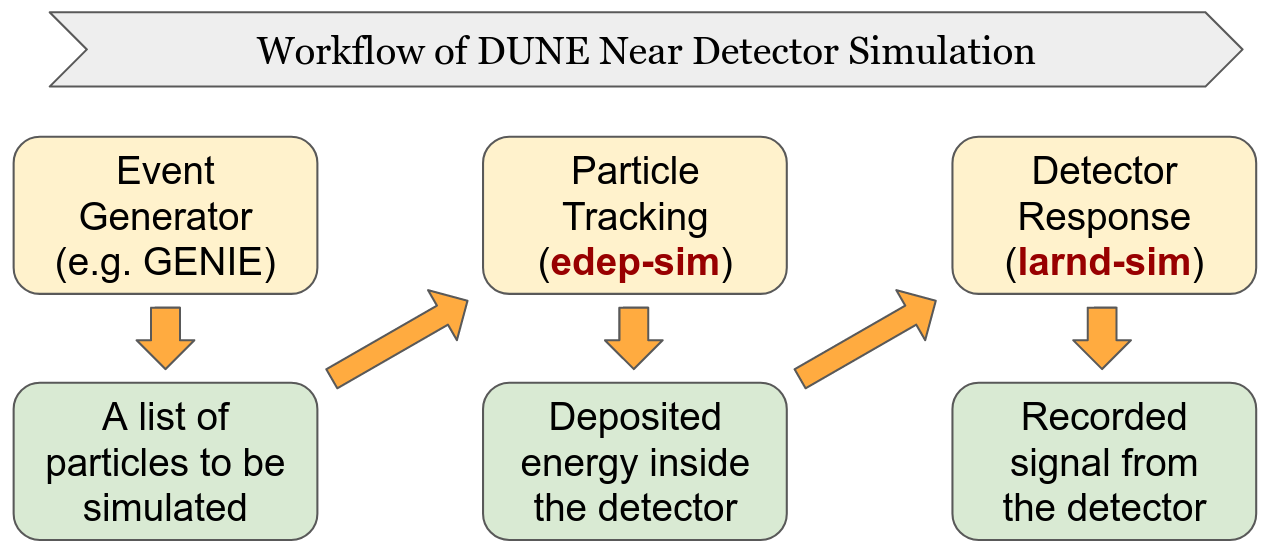 Workflow of DUNE Near Detector Simulation
Event
Generator
(e.g. GENIE)
Particle
Tracking
(edep-sim)
Detector
Response
(larnd-sim)
A list of
particles to be
simulated
Deposited
energy inside
the detector
Recorded
signal from
the detector